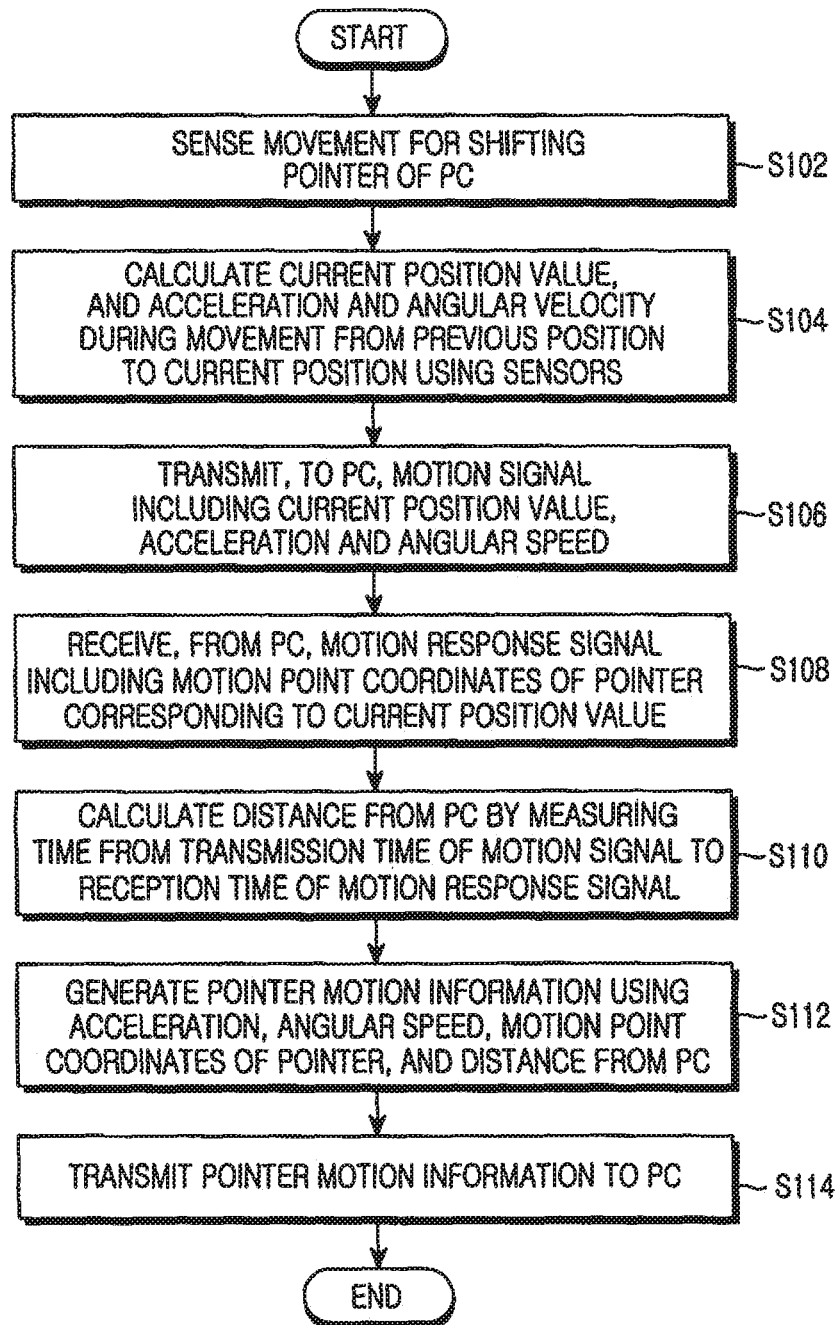 START
SENSE MOVEMENT FOR SHIFTING
POINTER OF PC
S102
CALCULATE CURRENT POSITION VALUE,
AND ACCELERATION AND ANGULAR VELOCITY
DURING MOVEMENT FROM PREVIOUS POSITION
TO CURRENT POSITION USING SENSORS
S104
TRANSMIT, TO PC, MOTION SIGNAL
INCLUDING CURRENT POSITION VALUE,
ACCELERATION AND ANGULAR SPEED
S106
RECEIVE, FROM PC, MOTION RESPONSE SIGNAL
INCLUDING MOTION POINT COORDINATES OF POINTER
CORRESPONDING TO CURRENT POSITION VALUE
S108
CALCULATE DISTANCE FROM PC BY MEASURING
TIME FROM TRANSMISSION TIME OF MOTION SIGNAL TO
RECEPTION TIME OF MOTION RESPONSE SIGNAL
S110
GENERATE POINTER MOTION INFORMATION USING
ACCELERATION, ANGULAR SPEED, MOTION POINT
COORDINATES OF POINTER, AND DISTANCE FROM PC
S112
TRANSMIT POINTER MOTION INFORMATION TO PC
S114
END